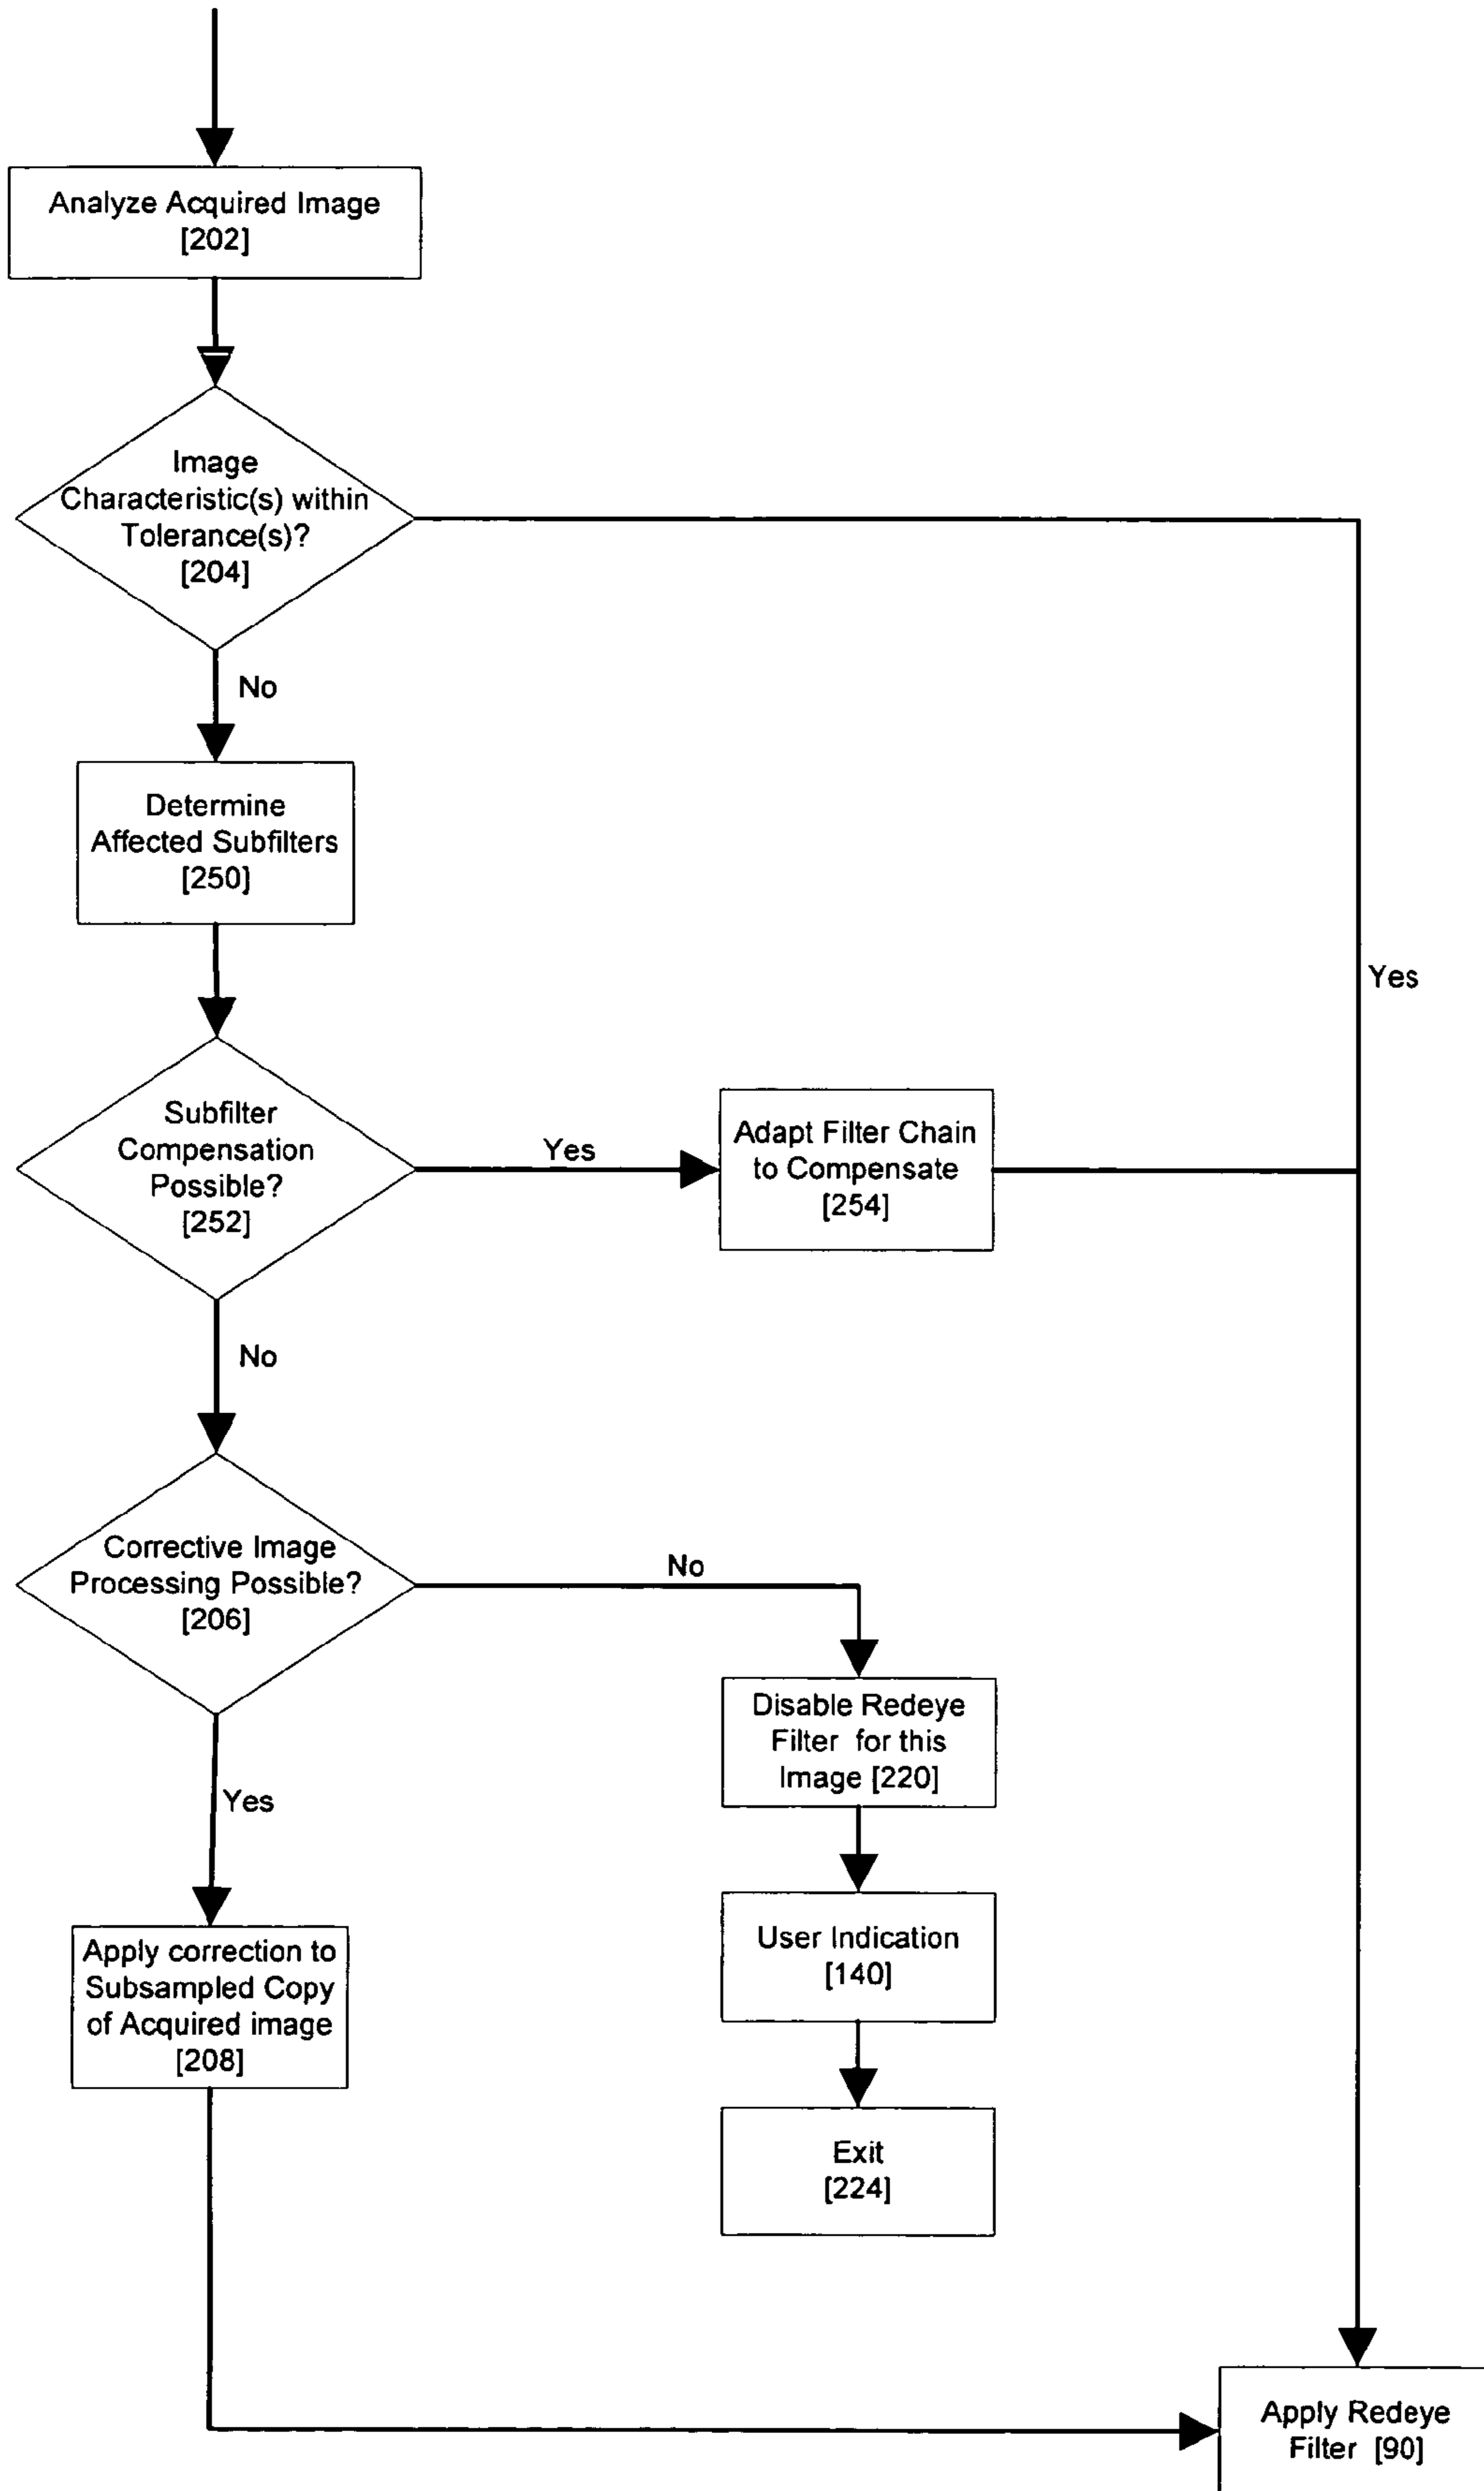 Analyze Acquired Image
[202]
Image
Characteristic(s) within
Tolerance(s)?
[204]
No
Determine
Affected Subfilters
[250]
Yes
Subfilter
Compensation
Possible?
[252]
Yes
Adapt Filter Chain
to Compensate
[254]
No
Corrective Image
Processing Possible?
[206]
No
Disable Redeye
Filter for this
Image [220]
Yes
User Indication
[140]
Apply correction to
Subsampled Copy
of Acquired image
[208]
Exit
[224]
Apply Redeye
Filter [90]